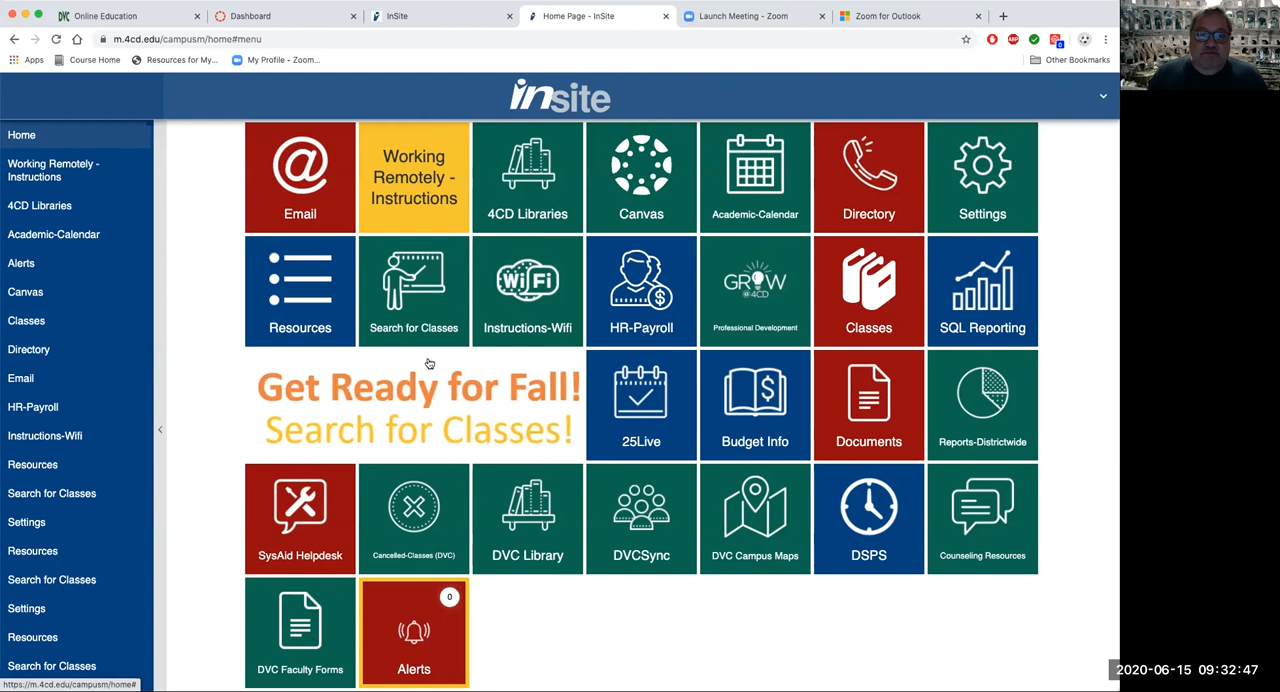 DVC Online Education
Dashboard
InSite
Home Page - InSite
Launch Meeting - Zoom
Zoom for Outlook
m.4cd.edu/campusm/home#menu
ABP
0
Apps
Course Home
Resources for My...
My Profile - Zoom...
Other Bookmarks
insite
Home
Working Remotely -
Instructions
4CD Libraries
Academic-Calendar
Alerts
Canvas
Classes
Directory
Email
HR-Payroll
Instructions-Wifi
Resources
Search for Classes
Settings
Resources
Search for Classes
Settings
Resources
Search for Classes
https://m.4cd.edu/campusm/home#
Email
Working
Remotely -
Instructions
4CD Libraries
Canvas
Academic-Calendar
Directory
Settings
Resources
Search for Classes
WiFi
Instructions-Wifi
$
HR-Payroll
GROW
@4CD
Professional Development
Classes
SQL Reporting
Get Ready for Fall!
Search for Classes!
25Live
$
Budget Info
Documents
Reports-Districtwide
SysAid Helpdesk
Cancelled-Classes (DVC)
DVC Library
DVCSync
DVC Campus Maps
DSPS
Counseling Resources
DVC Faculty Forms
0
Alerts
2020-06-15 09:32:47